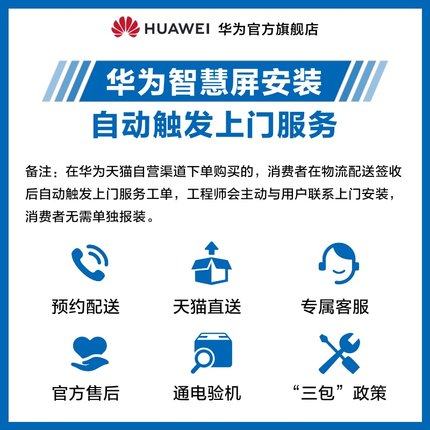 HUAWEI 华为官方旗舰店
华为智慧屏安装
自动触发上门服务
备注：在华为天猫自营渠道下单购买的，消费者在物流配送签收
后自动触发上门服务工单，工程师会主动与用户联系上门安装，
消费者无需单独报装。
预约配送 天猫直送 专属客服
官方售后 通电验机 “三包”政策